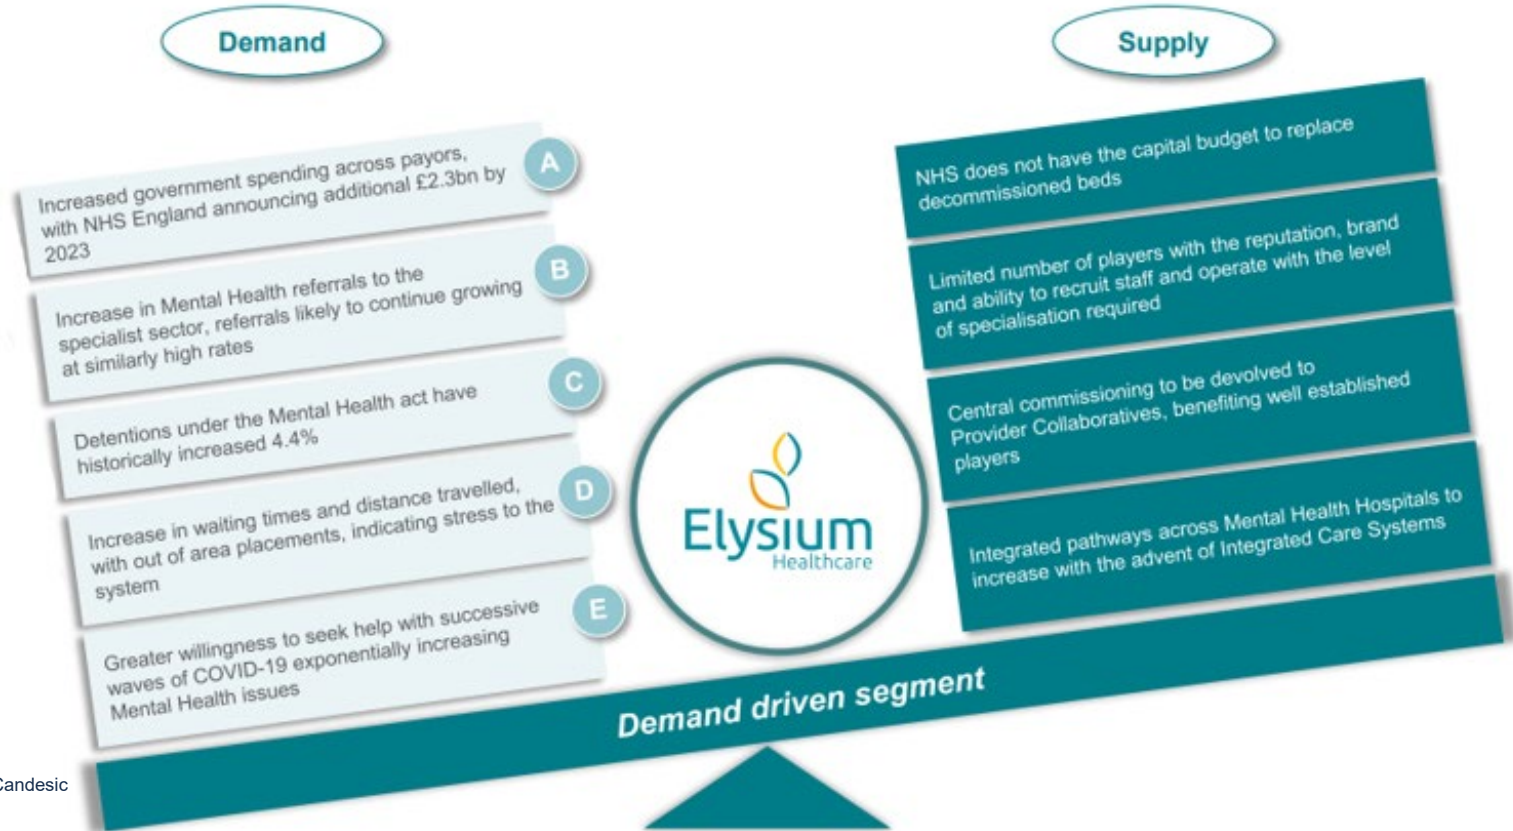 Demand
Increased government spending across payors,
with NHS England announcing additional £2.3bn by
2023
A
Increase in Mental Health referrals to the
specialist sector, referrals likely to continue growing
at similarly high rates
B
Detentions under the Mental Health act have
historically increased 4.4%
C
Increase in waiting times and distance travelled,
with out of area placements, indicating stress to the
system
D
Greater willingness to seek help with successive
waves of COVID-19 exponentially increasing
Mental Health issues
E
Elysium
Healthcare
Supply
NHS does not have the capital budget to replace
decommissioned beds
Limited number of players with the reputation, brand
and ability to recruit staff and operate with the level
of specialisation required
Central commissioning to be devolved to
Provider Collaboratives, benefiting well established
players
Integrated pathways across Mental Health Hospitals to
increase with the advent of Integrated Care Systems
Demand driven segment
Candesic